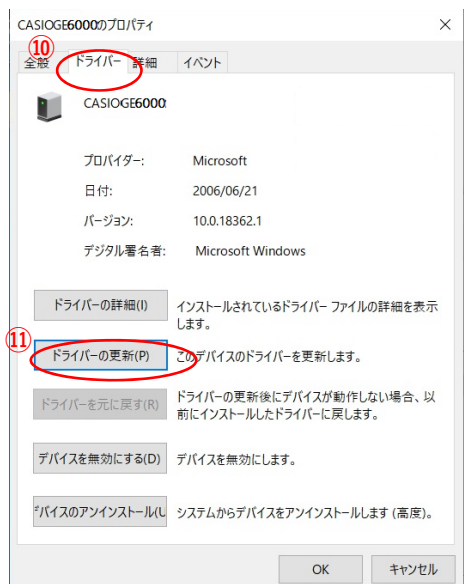 CASIOGE6000のプロパティ
⑩
全般 ドライバー 詳細 イベント
CASIOGE6000:
プロバイダー: Microsoft
日付: 2006/06/21
バージョン: 10.0.18362.1
デジタル署名者: Microsoft Windows
ドライバーの詳細(I) インストールされているドライバー ファイルの詳細を表示
します。
⑪
ドライバーの更新(P) このデバイスのドライバーを更新します。
ドライバーを元に戻す(R) ドライバーの更新後にデバイスが動作しない場合、以
前にインストールしたドライバーに戻します。
デバイスを無効にする(D) デバイスを無効にします。
デバイスのアンインストール(U システムからデバイスをアンインストールします (高度)。
OK キャンセル